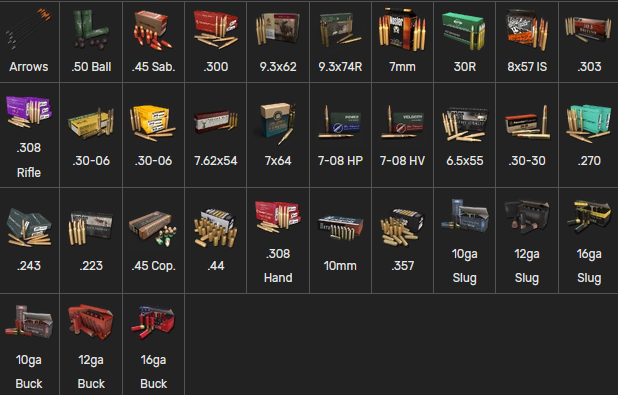 Arrows
.50 Ball
.45 Sab.
.300
9.3x62
9.3x74R
7mm
30R
8x57 IS
.303
.308
Rifle
.30-06
.30-06
7.62x54
7x64
7-08 HP
7-08 HV
6.5x55
.30-30
.270
.243
.223
.45 Cop.
.44
.308
Hand
10mm
.357
10ga
Slug
12ga
Slug
16ga
Slug
10ga
Buck
12ga
Buck
16ga
Buck